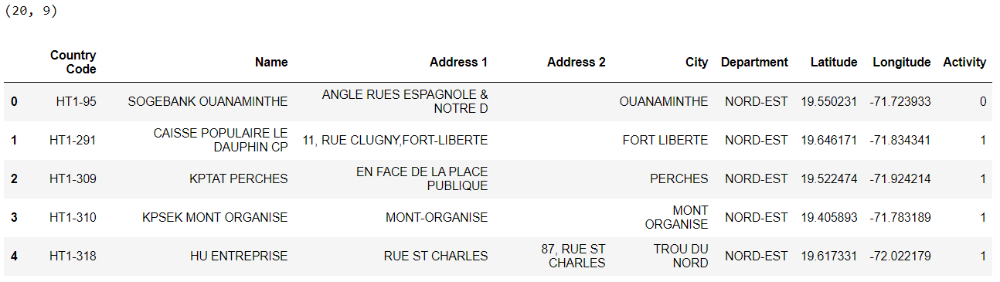 (20, 9)
Country Code Name Address 1 Address 2 City Department Latitude Longitude Activity
0 HT1-95 SOGEBANK OUANAMINTHE ANGLE RUES ESPAGNOLE & NOTRE D OUANAMINTHE NORD-EST 19.550231 -71.723933 0
1 HT1-291 CAISSE POPULAIRE LE DAUPHIN CP 11, RUE CLUGNY,FORT-LIBERTE FORT LIBERTE NORD-EST 19.646171 -71.834341 1
2 HT1-309 KPTAT PERCHES EN FACE DE LA PLACE PUBLIQUE PERCHES NORD-EST 19.522474 -71.924214 1
3 HT1-310 KPSEK MONT ORGANISE MONT-ORGANISE MONT ORGANISE NORD-EST 19.405893 -71.783189 1
4 HT1-318 HU ENTREPRISE RUE ST CHARLES 87, RUE ST CHARLES TROU DU NORD NORD-EST 19.617331 -72.022179 1